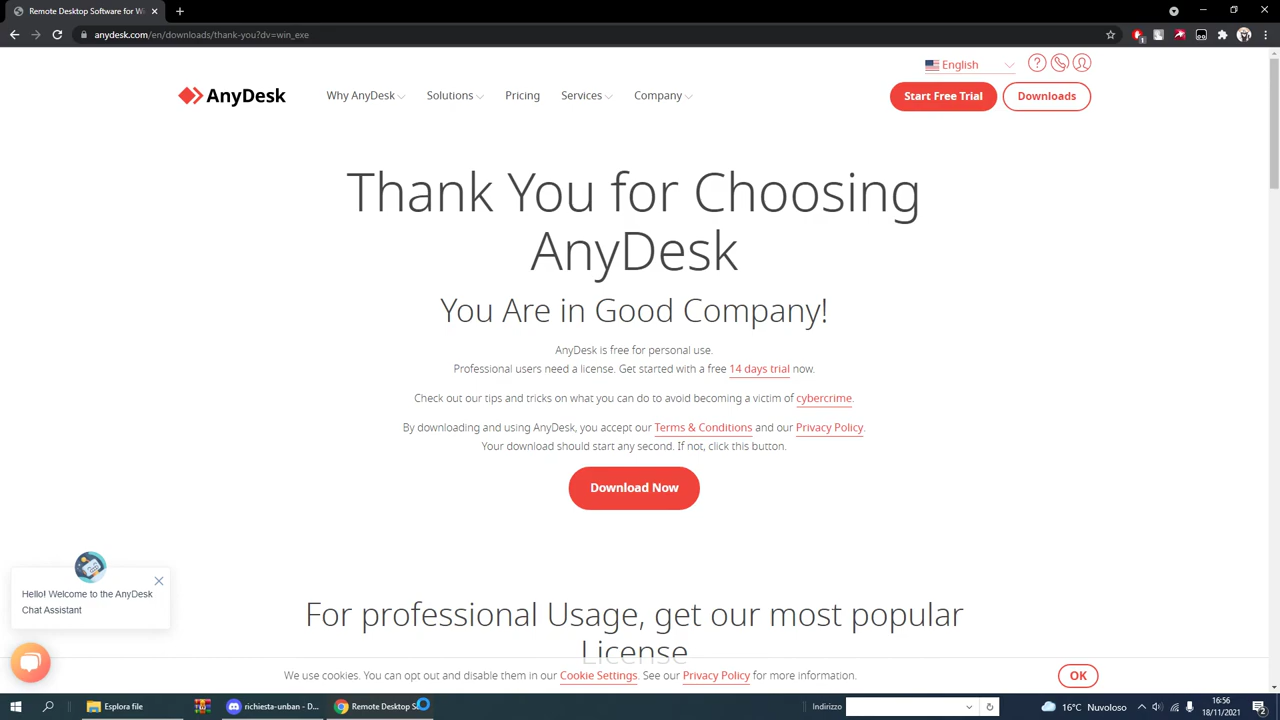 Remote Desktop Software for Wi
anydesk.com/en/downloads/thank-you?dv=win_exe
English
AnyDesk
Why AnyDesk
Solutions
Pricing
Services
Company
Start Free Trial
Downloads
Thank You for Choosing
AnyDesk
You Are in Good Company!
AnyDesk is free for personal use.
Professional users need a license. Get started with a free 14 days trial now.
Check out our tips and tricks on what you can do to avoid becoming a victim of cybercrime.
By downloading and using AnyDesk, you accept our Terms & Conditions and our Privacy Policy.
Your download should start any second. If not, click this button.
Download Now
Hello! Welcome to the AnyDesk
Chat Assistant
For professional Usage, get our most popular
License
We use cookies. You can opt out and disable them in our Cookie Settings. See our Privacy Policy for more information.
OK
Esplora file
richiesta-unban - D...
Remote Desktop S...
Indirizzo
16°C Nuvoloso
16:56
18/11/2021
2